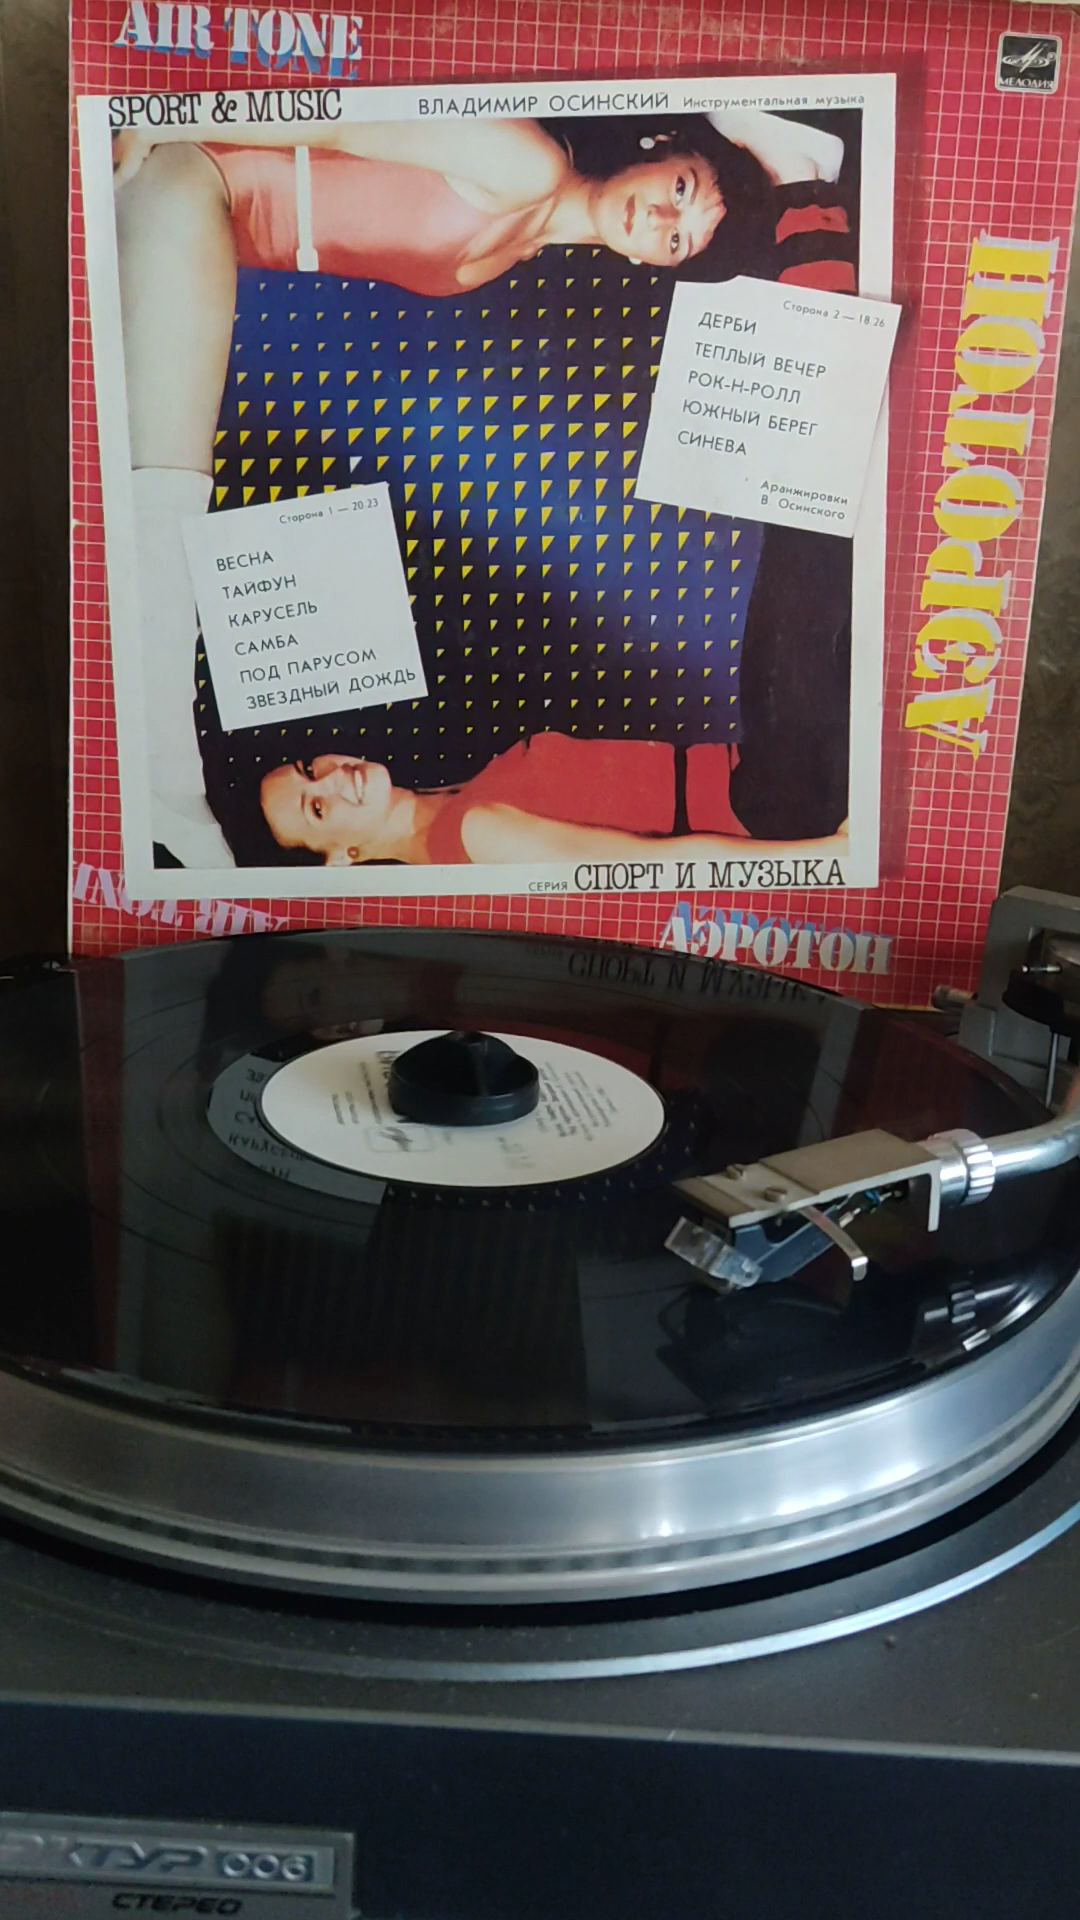 AIR TONE
МЕЛОДИЯ
SPORT & MUSIC
ВЛАДИМИР ОСИНСКИЙ Инструментальная музыка
Сторона 2 — 18.26
ДЕРБИ
ТЕПЛЫЙ ВЕЧЕР
РОК-Н-РОЛЛ
ЮЖНЫЙ БЕРЕГ
СИНЕВА
Аранжировки
В. Осинского
Сторона 1 — 20.23
ВЕСНА
ТАЙФУН
КАРУСЕЛЬ
САМБА
ПОД ПАРУСОМ
ЗВЕЗДНЫЙ ДОЖДЬ
СЕРИЯ СПОРТ И МУЗЫКА
АЭРОТОН
AIR TONE
006
СТЕРЕО